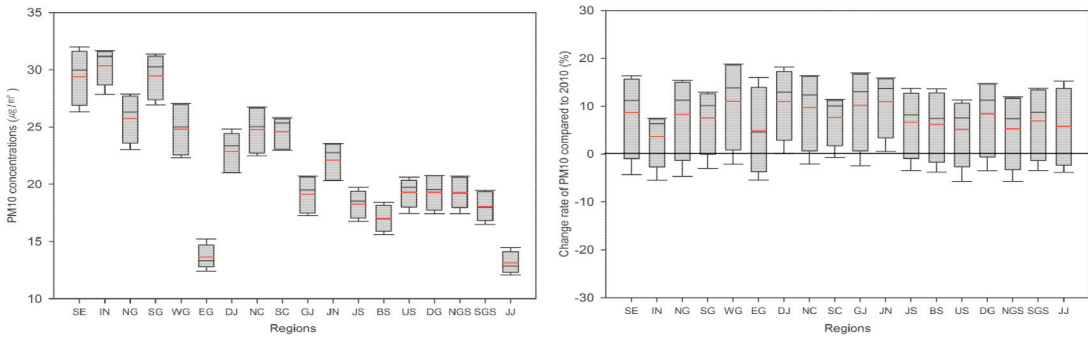 PM10 concentrations (㎍/㎥)
35
30
25
20
15
10
SE IN NG SG WG EG DJ NC SC GJ JN JS BS US DG NGS SGS JJ
Regions
Change rate of PM10 compared to 2010 (%)
30
20
10
0
-10
-20
-30
SE IN NG SG WG EG DJ NC SC GJ JN JS BS US DG NGS SGS JJ
Regions